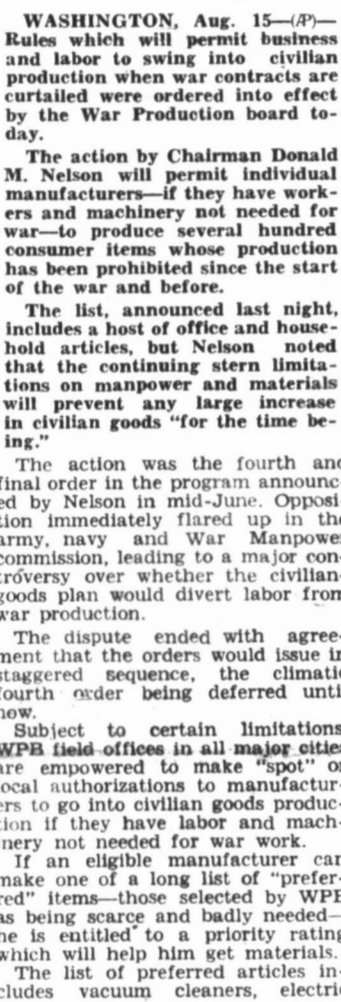 WASHINGTON, Aug. 15—(AP)—
Rules which will permit business
and labor to swing into civilian
production when war contracts are
curtailed were ordered into effect
by the War Production board to-
day.
The action by Chairman Donald
M. Nelson will permit individual
manufacturers—if they have work-
ers and machinery not needed for
war—to produce several hundred
consumer items whose production
has been prohibited since the start
of the war and before.
The list, announced last night,
includes a host of office and house-
hold articles, but Nelson noted
that the continuing stern limita-
tions on manpower and materials
will prevent any large increase
in civilian goods "for the time be-
ing."
The action was the fourth and
final order in the program announc-
ed by Nelson in mid-June. Opposi-
tion immediately flared up in the
army, navy and War Manpower
commission, leading to a major con-
troversy over whether the civilian-
goods plan would divert labor from
war production.
The dispute ended with agree-
ment that the orders would issue in
staggered sequence, the climatic
fourth order being deferred until
now.
Subject to certain limitations
WPB field offices in all major cities
are empowered to make "spot" or
local authorizations to manufactur-
ers to go into civilian goods produc-
tion if they have labor and mach-
inery not needed for war work.
If an eligible manufacturer can
make one of a long list of "prefer-
red" items—those selected by WPB
as being scarce and badly needed—
he is entitled to a priority rating
which will help him get materials.
The list of preferred articles in-
cludes vacuum cleaners, electric